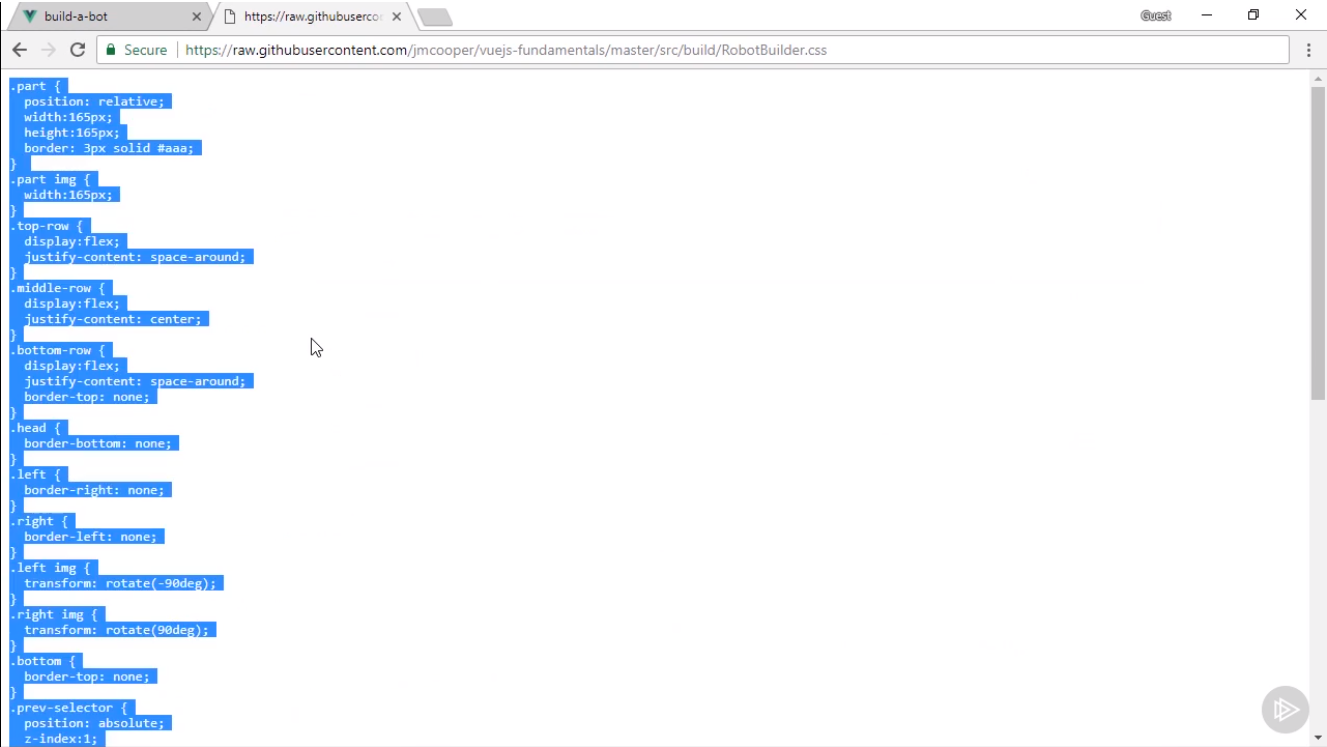 build-a-bot
https://raw.githubuserco
Guest
Secure
https://raw.githubusercontent.com/jmcooper/vuejs-fundamentals/master/src/build/RobotBuilder.css
.part {
  position: relative;
  width:165px;
  height:165px;
  border: 3px solid #aaa;
}
.part img {
  width:165px;
}
.top-row {
  display:flex;
  justify-content: space-around;
}
.middle-row {
  display:flex;
  justify-content: center;
}
.bottom-row {
  display:flex;
  justify-content: space-around;
  border-top: none;
}
.head {
  border-bottom: none;
}
.left {
  border-right: none;
}
.right {
  border-left: none;
}
.left img {
  transform: rotate(-90deg);
}
.right img {
  transform: rotate(90deg);
}
.bottom {
  border-top: none;
}
.prev-selector {
  position: absolute;
  z-index:1;